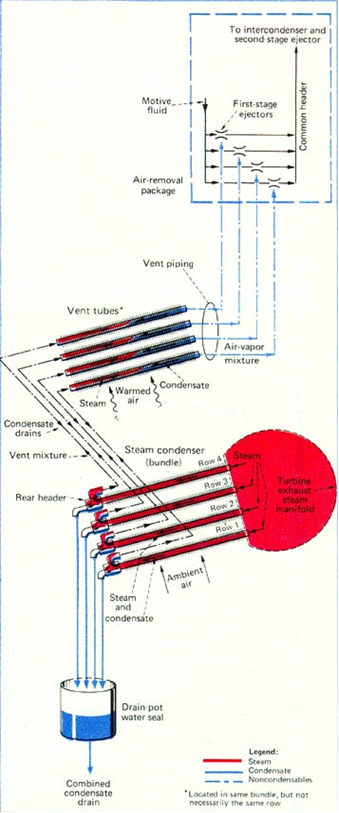 To intercondenser and
second-stage ejector
Motive
fluid
First-stage
ejectors
Common header
Air-removal
package
Vent piping
Vent tubes*
Air-vapor
mixture
Condensate
Warmed
air
Steam
Condensate
drains
Vent mixture
Steam condenser
(bundle)
Row 4
Steam
Rear header
Row 3
Turbine
exhaust
steam
manifold
Row 2
Row 1
Ambient
air
Steam
and
condensate
Drain-pot
water seal
Combined
condensate
drain
Legend:
Steam
Condensate
Noncondensables
*Located in same bundle, but not
necessarily the same row